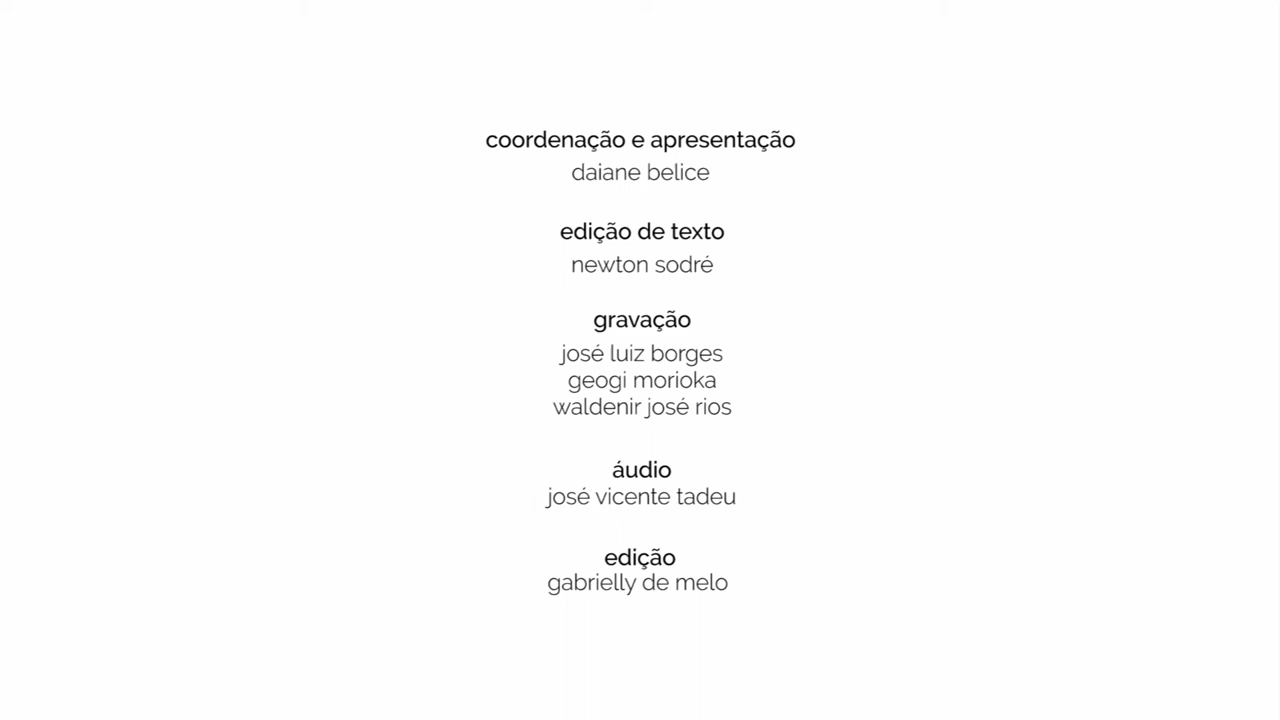 coordenação e apresentação
daiane belice
edição de texto
newton sodré
gravação
josé luiz borges
geogi morioka
waldenir josé rios
áudio
josé vicente tadeu
edição
gabrielly de melo